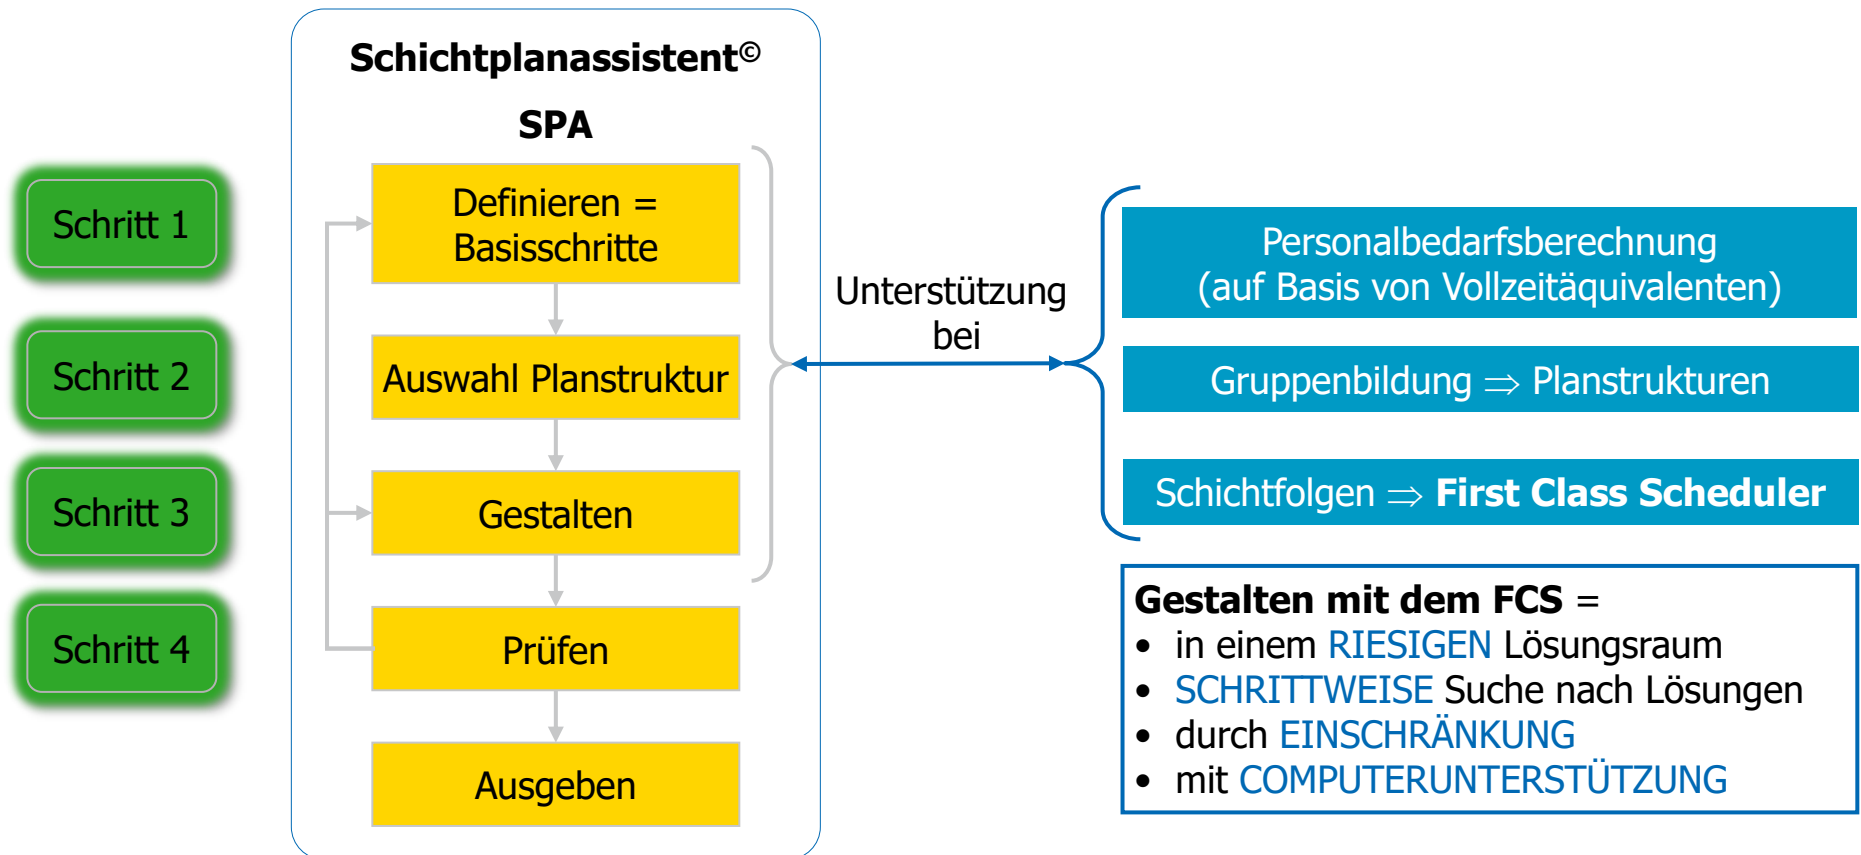 Schichtplanassistent©
SPA
Schritt 1
Schritt 2
Schritt 3
Schritt 4
Definieren =
Basisschritte
Auswahl Planstruktur
Gestalten
Prüfen
Ausgeben
Unterstützung
bei
Personalbedarfsberechnung
(auf Basis von Vollzeitäquivalenten)
Gruppenbildung ⇒ Planstrukturen
Schichtfolgen ⇒ First Class Scheduler
Gestalten mit dem FCS =
• in einem RIESIGEN Lösungsraum
• SCHRITTWEISE Suche nach Lösungen
• durch EINSCHRÄNKUNG
• mit COMPUTERUNTERSTÜTZUNG